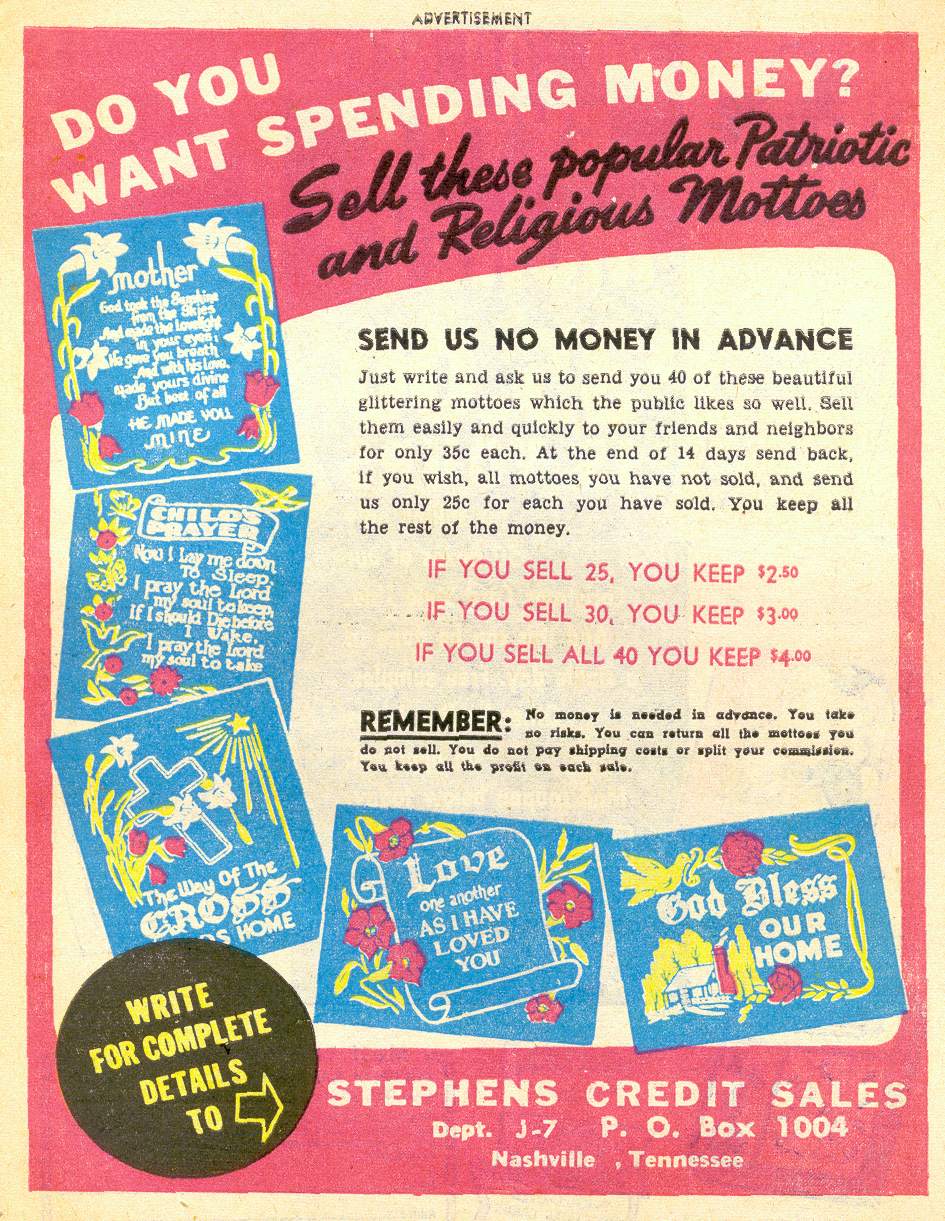 ADVERTISEMENT
DO YOU
WANT SPENDING MONEY?
Sell these popular Patriotic
and Religious Mottoes
mother
God took the Sunshine
from the Skies
And made the Lovelight
in your eyes;
He gave you breath
And with his Love,
Made yours divine
But best of all
HE MADE YOU
MINE
CHILD'S
PRAYER
Now I Lay me down
To Sleep,
I pray the Lord
my soul to keep,
If I should Die before
I Wake,
I pray the Lord
my soul to take
The Way Of The
CROSS
HOME
SEND US NO MONEY IN ADVANCE
Just write and ask us to send you 40 of these beautiful
glittering mottoes which the public likes so well. Sell
them easily and quickly to your friends and neighbors
for only 35c each. At the end of 14 days send back,
if you wish, all mottoes you have not sold, and send
us only 25c for each you have sold. You keep all
the rest of the money.
IF YOU SELL 25, YOU KEEP $2.50
IF YOU SELL 30, YOU KEEP $3.00
IF YOU SELL ALL 40 YOU KEEP $4.00
REMEMBER: No money is needed in advance. You take
no risks. You can return all the mottoes you
do not sell. You do not pay shipping costs or split your commission.
You keep all the profit on each sale.
Love
one another
AS I HAVE
LOVED
YOU
God Bless
OUR
HOME
WRITE
FOR COMPLETE
DETAILS
TO
STEPHENS CREDIT SALES
Dept. J-7 P. O. Box 1004
Nashville , Tennessee